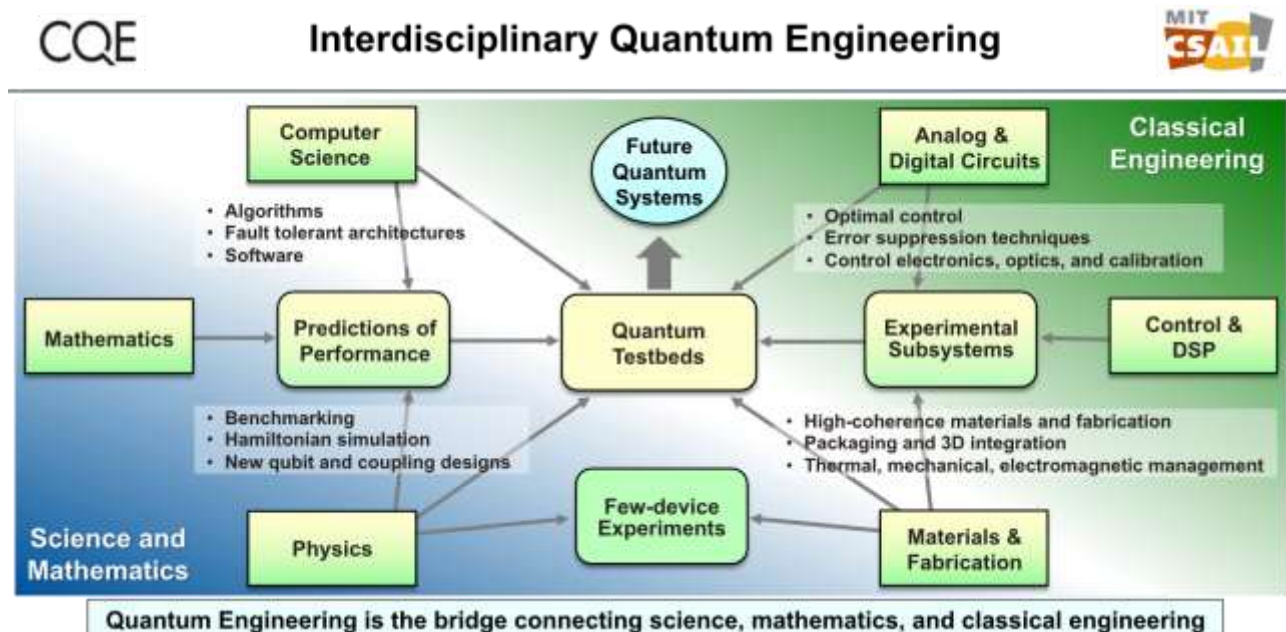 CQE
Interdisciplinary Quantum Engineering
MIT
CSAIL
Computer
Science
Future
Quantum
Systems
Analog &
Digital Circuits
Classical
Engineering
• Algorithms
• Fault tolerant architectures
• Software
• Optimal control
• Error suppression techniques
• Control electronics, optics, and calibration
Mathematics
Predictions of
Performance
Quantum
Testbeds
Experimental
Subsystems
Control &
DSP
• Benchmarking
• Hamiltonian simulation
• New qubit and coupling designs
• High-coherence materials and fabrication
• Packaging and 3D integration
• Thermal, mechanical, electromagnetic management
Science and
Mathematics
Physics
Few-device
Experiments
Materials &
Fabrication
Quantum Engineering is the bridge connecting science, mathematics, and classical engineering